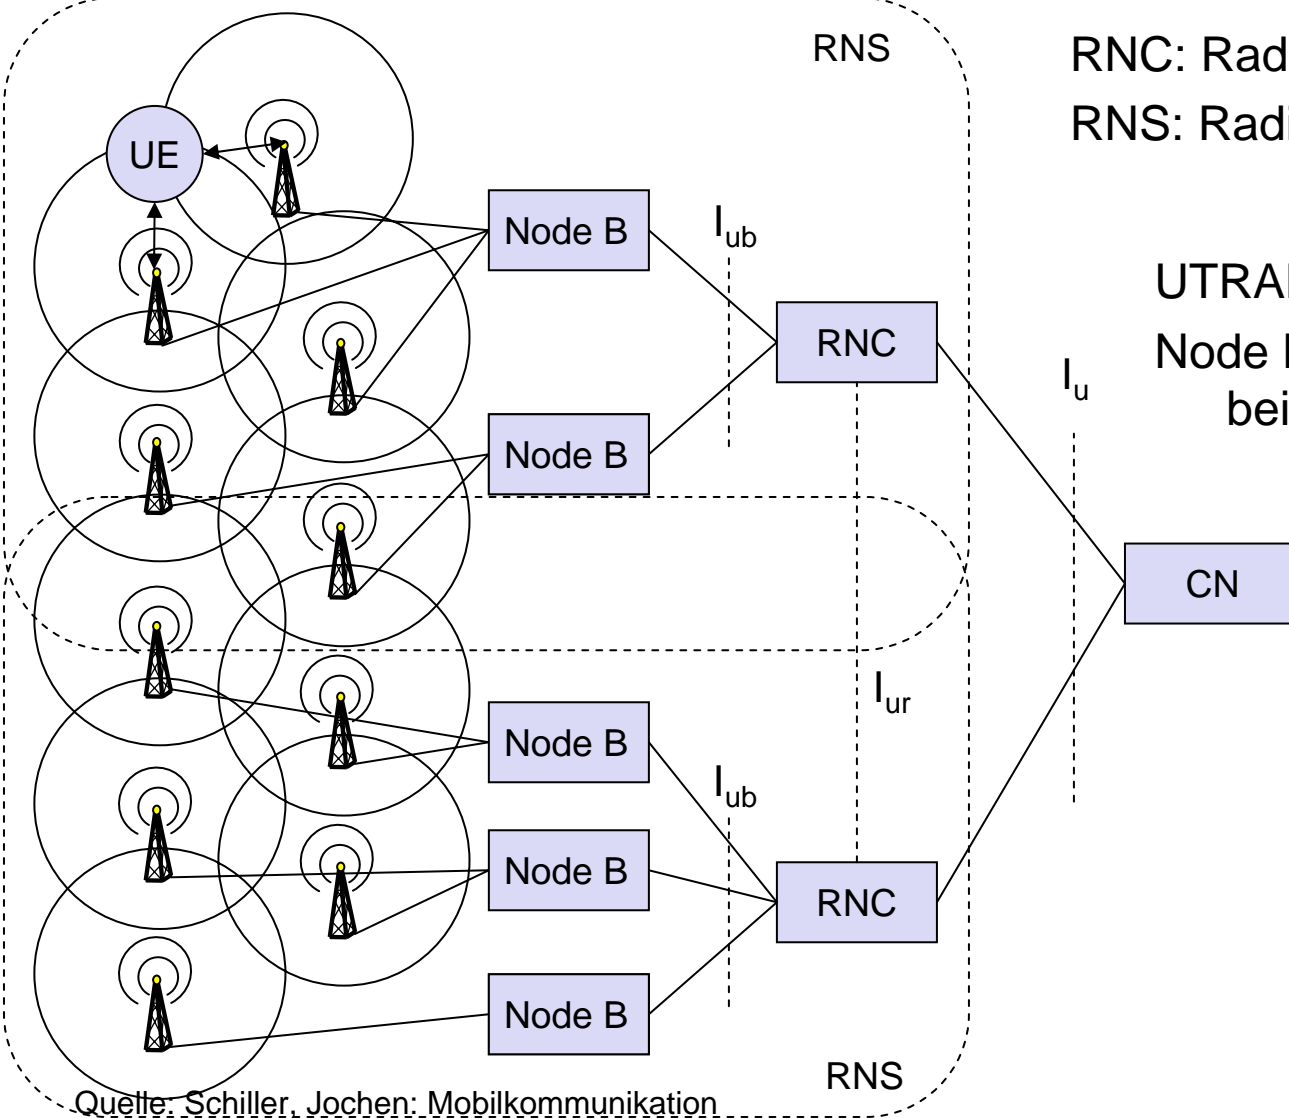 RNS
RNC: Rad
RNS: Radi
UE
Node B
Iub
UTRA
Node
RNC
Iu
bei
Node B
CN
Iur
Node B
Iub
Node B
RNC
Node B
RNS
Quelle: Schiller, Jochen: Mobilkommunikation